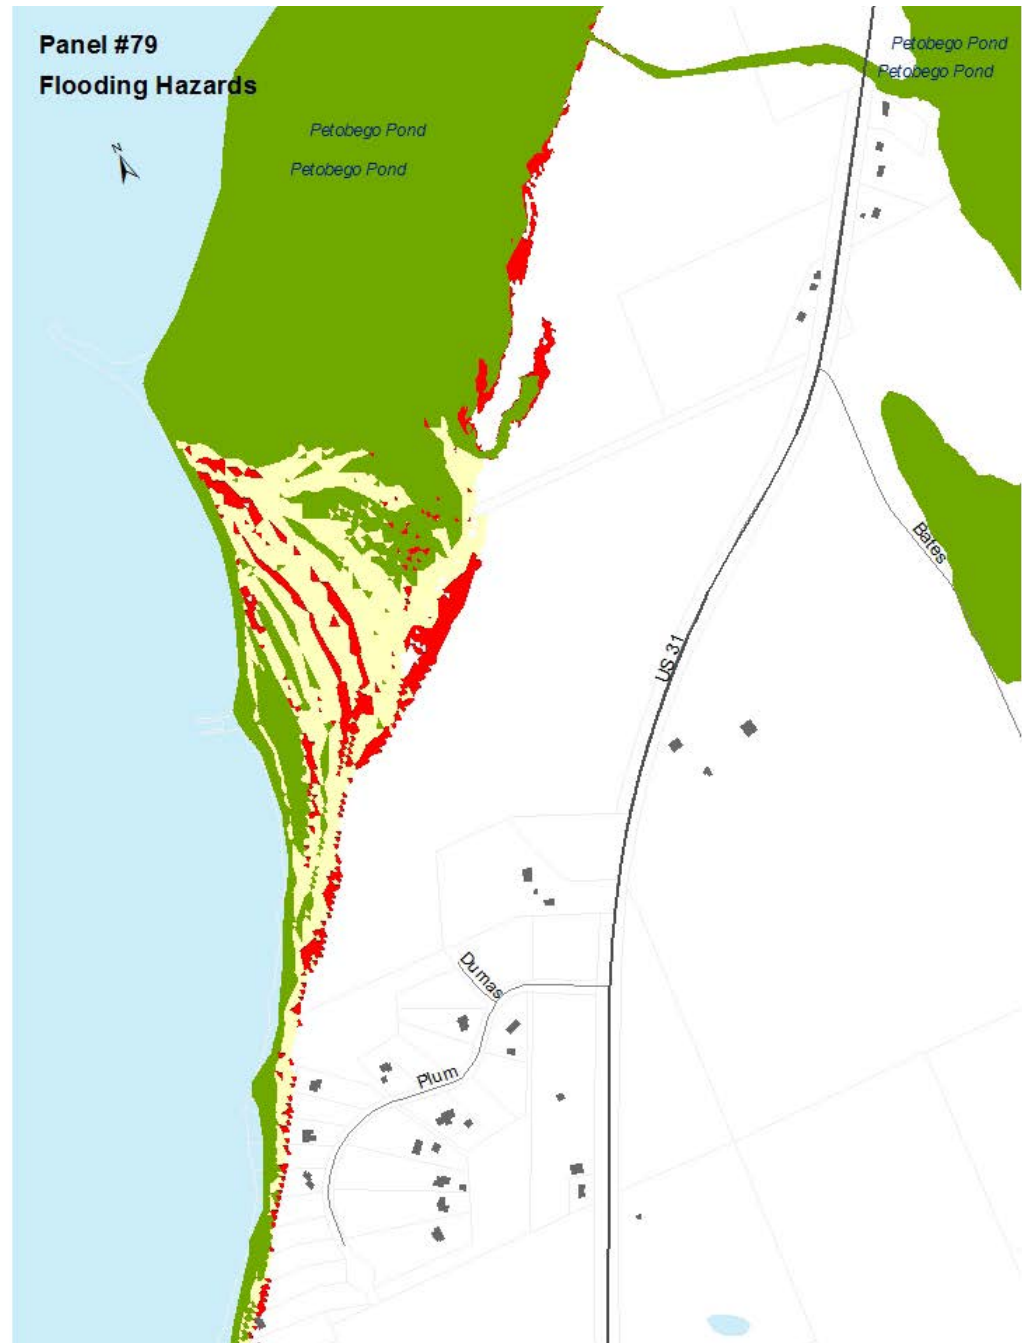 Panel #79
Flooding Hazards
N
Petobego Pond
Petobego Pond
Petobego Pond
Petobego Pond
Bates
US 31
Dumas
Plum